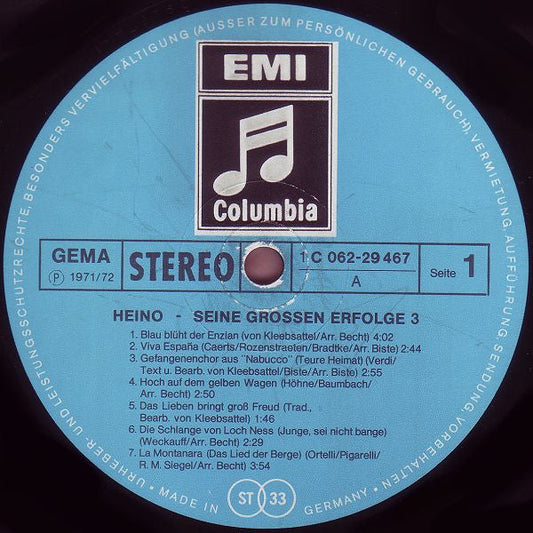 URHEBER- UND LEISTUNGSSCHUTZRECHTE, BESONDERS VERVIELFÄLTIGUNG (AUSSER ZUM PERSÖNLICHEN GEBRAUCH), VERMIETUNG, AUFFÜHRUNG, SENDUNG, VORBEHALTEN • MADE IN GERMANY •
EMI
Columbia
GEMA
Ⓟ 1971/72
STEREO
1 C 062-29 467
A
Seite 1
HEINO - SEINE GROSSEN ERFOLGE 3
1. Blau blüht der Enzian (von Kleebsattel/Arr. Becht) 4:02
2. Viva España (Caerts/Rozenstraeten/Bradtke/Arr. Biste) 2:44
3. Gefangenenchor aus "Nabucco" (Teure Heimat) (Verdi/
Text u. Bearb. von Kleebsattel/Biste/Arr. Biste) 2:55
4. Hoch auf dem gelben Wagen (Höhne/Baumbach/
Arr. Becht) 2:50
5. Das Lieben bringt groß Freud (Trad.,
Bearb. von Kleebsattel) 1:46
6. Die Schlange von Loch Ness (Junge, sei nicht bange)
(Weckauff/Arr. Becht) 2:29
7. La Montanara (Das Lied der Berge) (Ortelli/Pigarelli/
R. M. Siegel/Arr. Becht) 3:54
ST 33